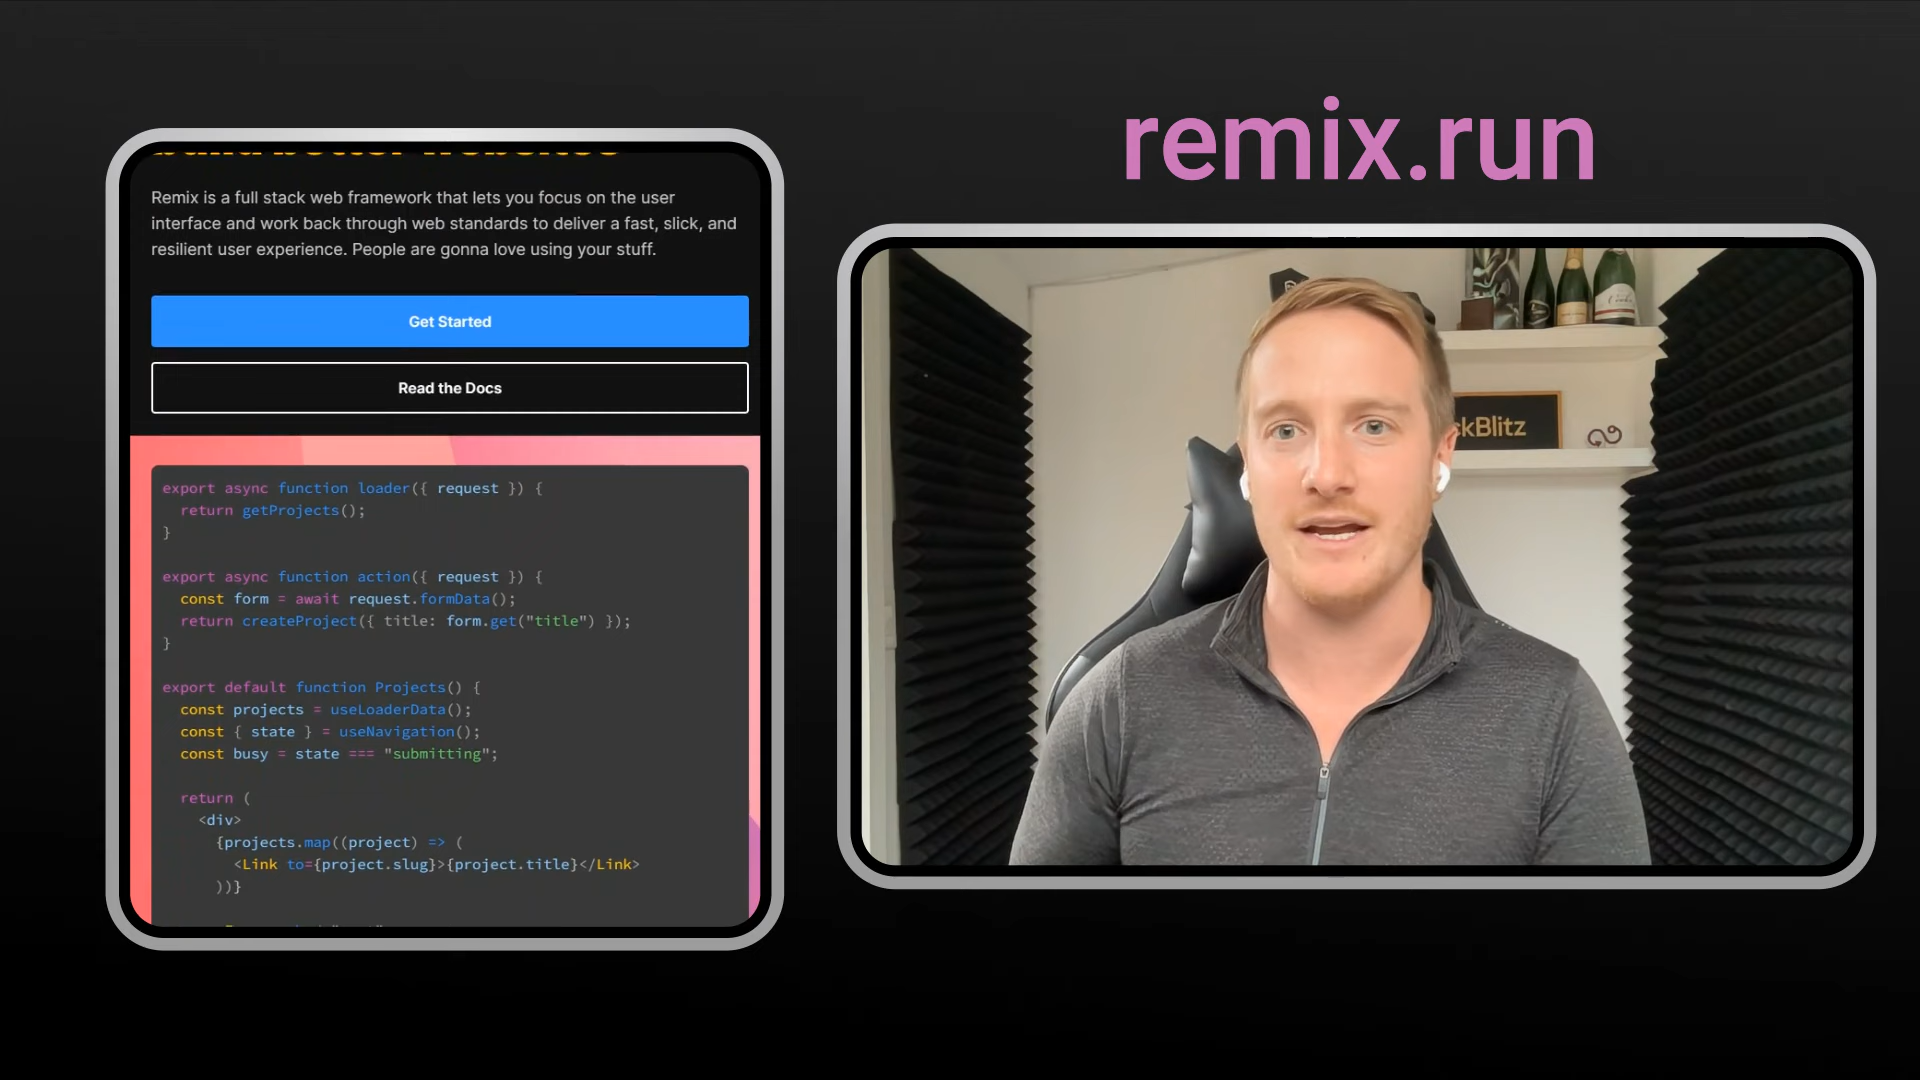 remix.run
build better websites
Remix is a full stack web framework that lets you focus on the user
interface and work back through web standards to deliver a fast, slick, and
resilient user experience. People are gonna love using your stuff.
Get Started
Read the Docs
export async function loader({ request }) {
return getProjects();
}
export async function action({ request }) {
const form = await request.formData();
return createProject({ title: form.get("title") });
}
export default function Projects() {
const projects = useLoaderData();
const { state } = useNavigation();
const busy = state === "submitting";
return (
<div>
{projects.map((project) => (
<Link to={project.slug}>{project.title}</Link>
))}
ckBlitz